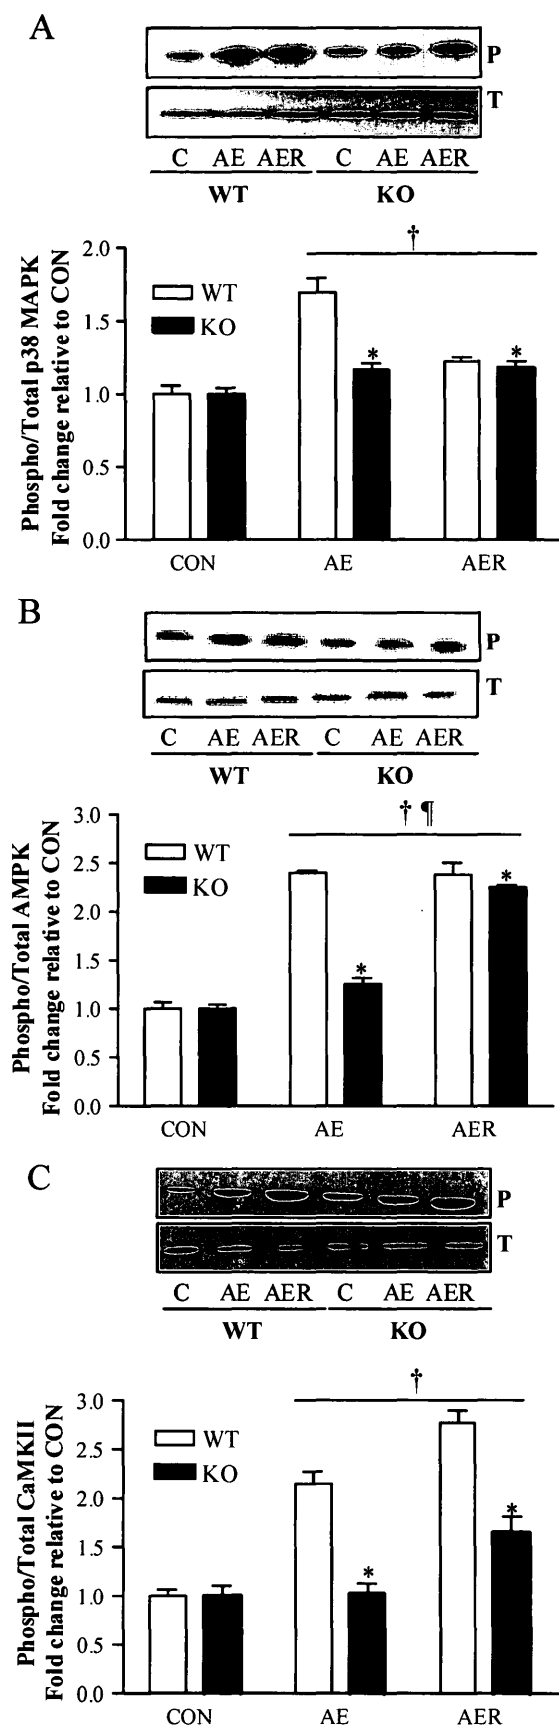 A
P
T
C AE AER C AE AER
WT KO
†
2.0
1.5
1.0
0.5
0.0
Phospho/Total p38 MAPK
Fold change relative to CON
WT
KO
* *
CON AE AER
B
P
T
C AE AER C AE AER
WT KO
† ¶
3.0
2.5
2.0
1.5
1.0
0.5
0.0
Phospho/Total AMPK
Fold change relative to CON
WT
KO
* *
CON AE AER
C
P
T
C AE AER C AE AER
WT KO
†
3.0
2.5
2.0
1.5
1.0
0.5
0.0
Phospho/Total CaMKII
Fold change relative to CON
WT
KO
* *
CON AE AER